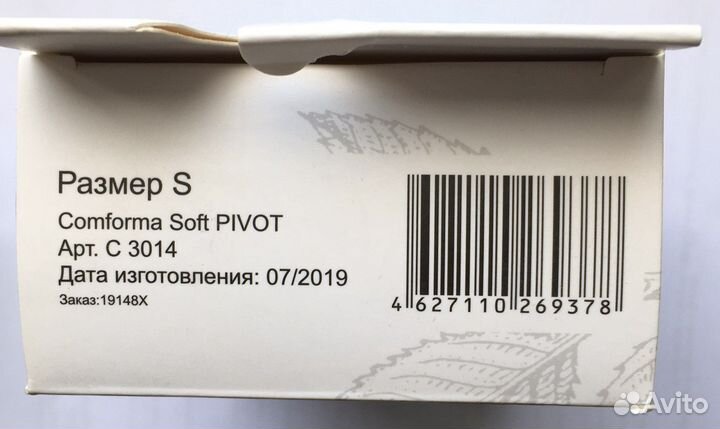 Размер S
Comforma Soft PIVOT
Арт. С 3014
Дата изготовления: 07/2019
Заказ:19148X
4 627110 269378
Avito